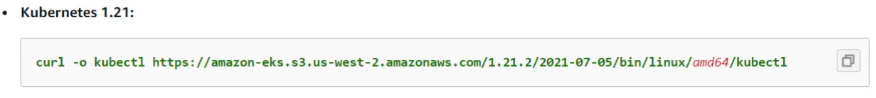 • Kubernetes 1.21:
curl -o kubectl https://amazon-eks.s3.us-west-2.amazonaws.com/1.21.2/2021-07-05/bin/linux/amd64/kubectl